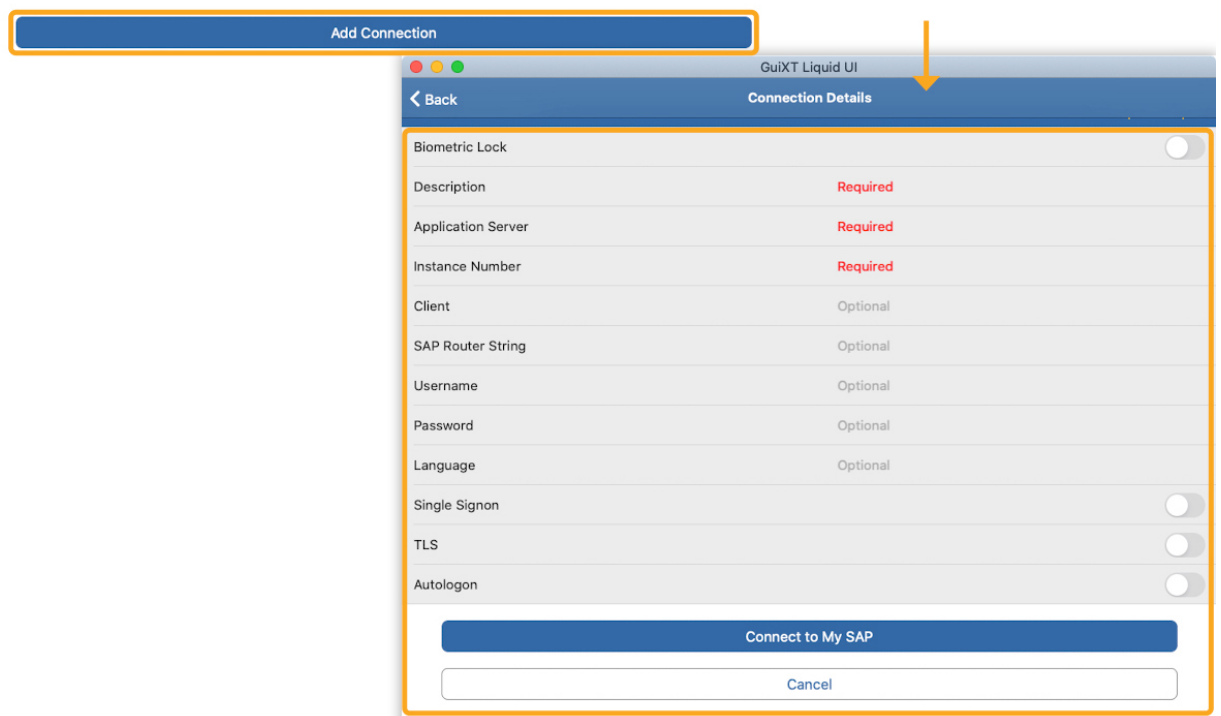 Add Connection
GuiXT Liquid UI
Back
Connection Details
Biometric Lock
Description Required
Application Server Required
Instance Number Required
Client Optional
SAP Router String Optional
Username Optional
Password Optional
Language Optional
Single Signon
TLS
Autologon
Connect to My SAP
Cancel